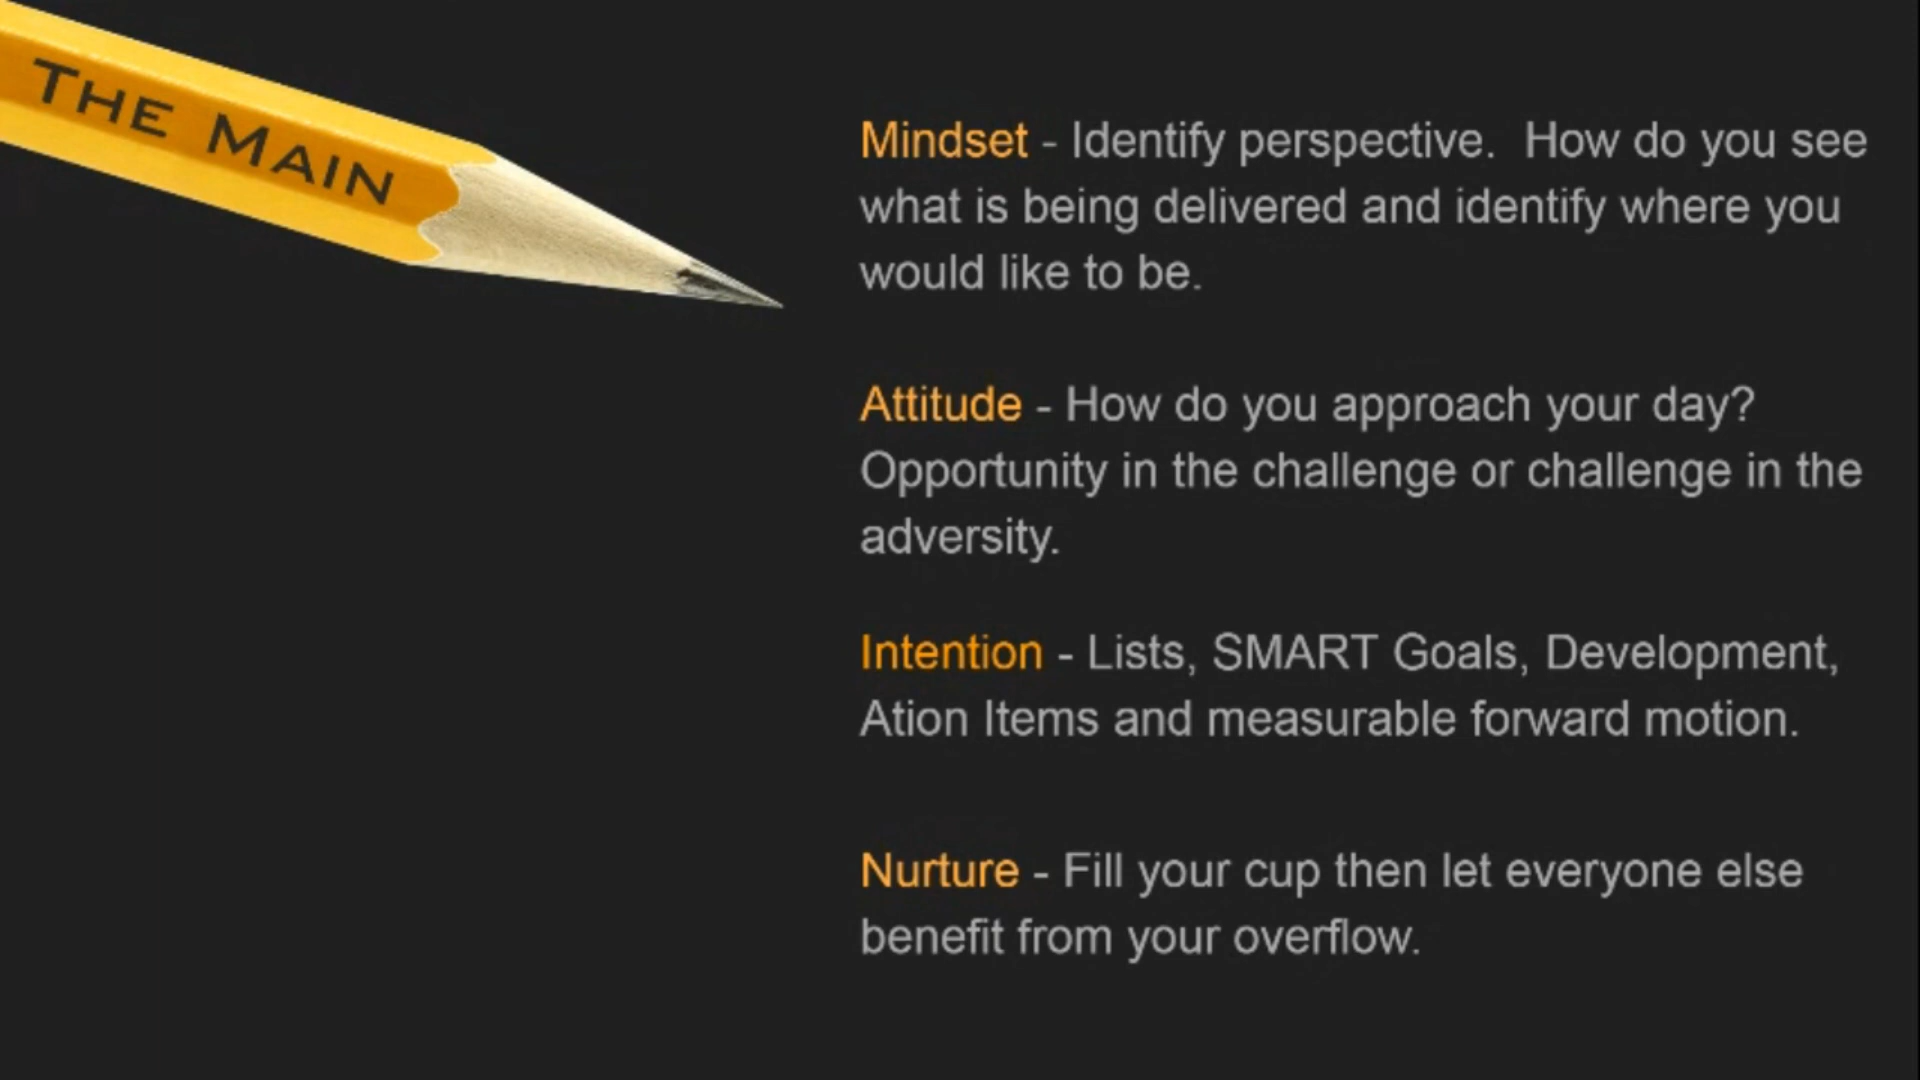 THE MAIN
Mindset - Identify perspective.  How do you see
what is being delivered and identify where you
would like to be.
Attitude - How do you approach your day?
Opportunity in the challenge or challenge in the
adversity.
Intention - Lists, SMART Goals, Development,
Ation Items and measurable forward motion.
Nurture - Fill your cup then let everyone else
benefit from your overflow.